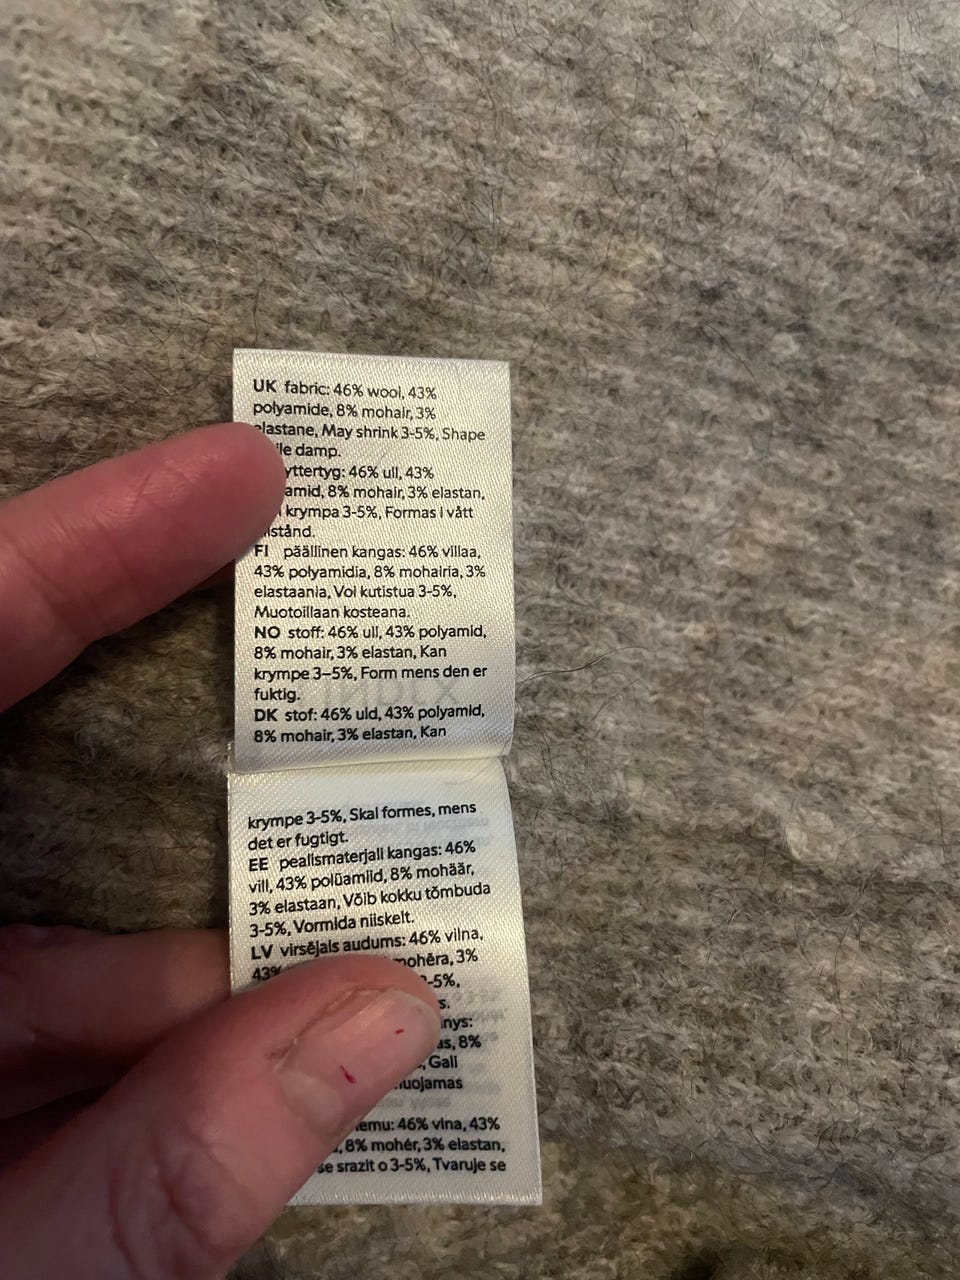 UK fabric: 46% wool, 43%
polyamide, 8% mohair, 3%
elastane, May shrink 3-5%, Shape
damp.
46% ull, 43%
8% mohair, 3% elastan,
krympa 3-5%, Formas i vått
FI päällinen kangas: 46% villaa,
43% polyamidia, 8% mohairia, 3%
elastaania, Voi kutistua 3-5%,
Muotoillaan kosteana.
NO stoff: 46% ull, 43% polyamid,
8% mohair, 3% elastan, Kan
krympe 3-5%, Form mens den er
fuktig.
DK stof: 46% uld, 43% polyamid,
8% mohair, 3% elastan, Kan
krympe 3-5%, Skal formes, mens
det er fugtigt.
EE pealismaterjali kangas: 46%
vill, 43% polüamiid, 8% mohäär,
3% elastaan, Võib kokku tõmbuda
3-5%, Vormida niiskelt.
LV virsējais audums: 46% vilna,
43% mohēra, 3%
8%
Gali
46% vlna, 43%
8% mohér, 3% elastan,
se srazit o 3-5%, Tvaruje se